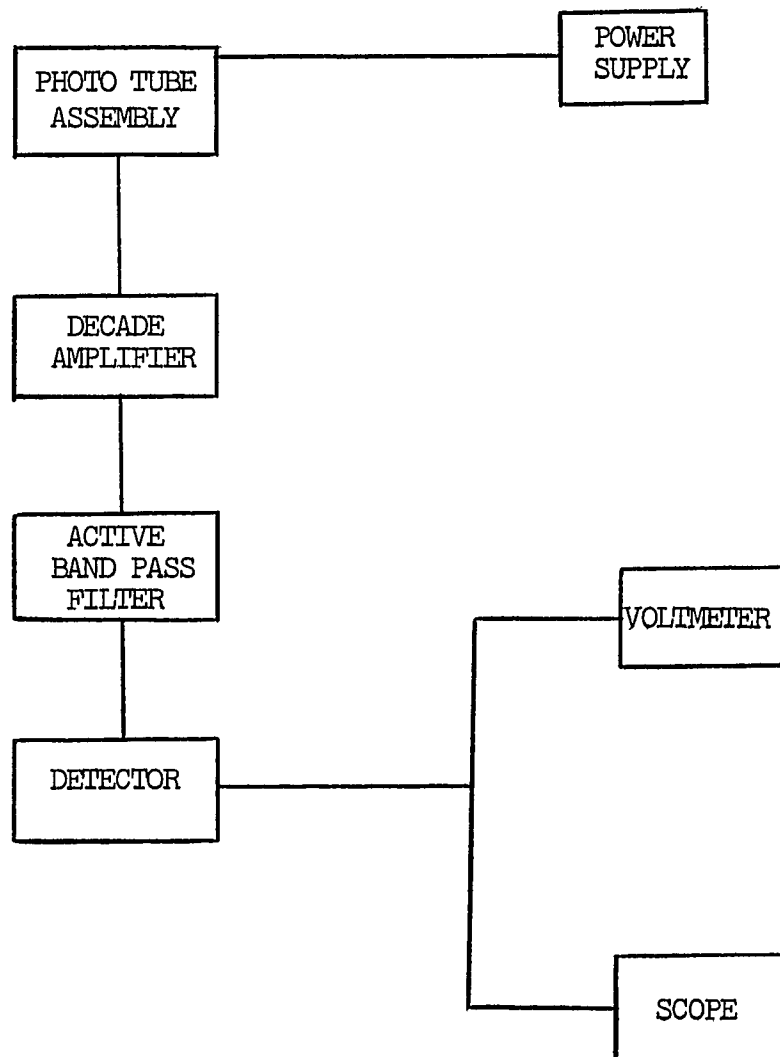 POWER
SUPPLY
PHOTO TUBE
ASSEMBLY
DECADE
AMPLIFIER
ACTIVE
BAND PASS
FILTER
VOLTMETER
DETECTOR
SCOPE